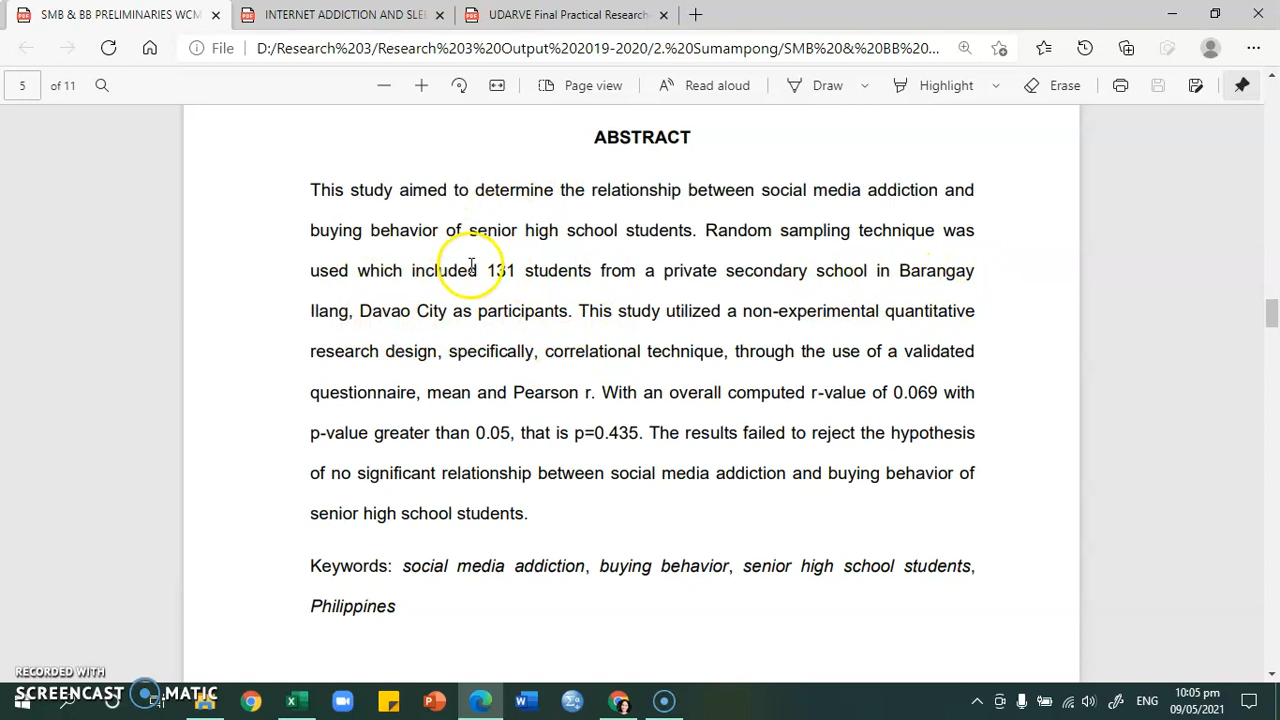 SMB & BB PRELIMINARIES WCM
INTERNET ADDICTION AND SLE
UDARVE Final Practical Research
File
D:/Research%203/Research%203%20Output%202019-2020/2.%20Sumampong/SMB%20&%20BB%20...
5 of 11
Page view
Read aloud
Draw
Highlight
Erase
ABSTRACT
This study aimed to determine the relationship between social media addiction and
buying behavior of senior high school students. Random sampling technique was
used which included 131 students from a private secondary school in Barangay
Ilang, Davao City as participants. This study utilized a non-experimental quantitative
research design, specifically, correlational technique, through the use of a validated
questionnaire, mean and Pearson r. With an overall computed r-value of 0.069 with
p-value greater than 0.05, that is p=0.435. The results failed to reject the hypothesis
of no significant relationship between social media addiction and buying behavior of
senior high school students.
Keywords: social media addiction, buying behavior, senior high school students,
Philippines
RECORDED WITH
SCREENCAST MATIC
ENG
10:05 pm
09/05/2021